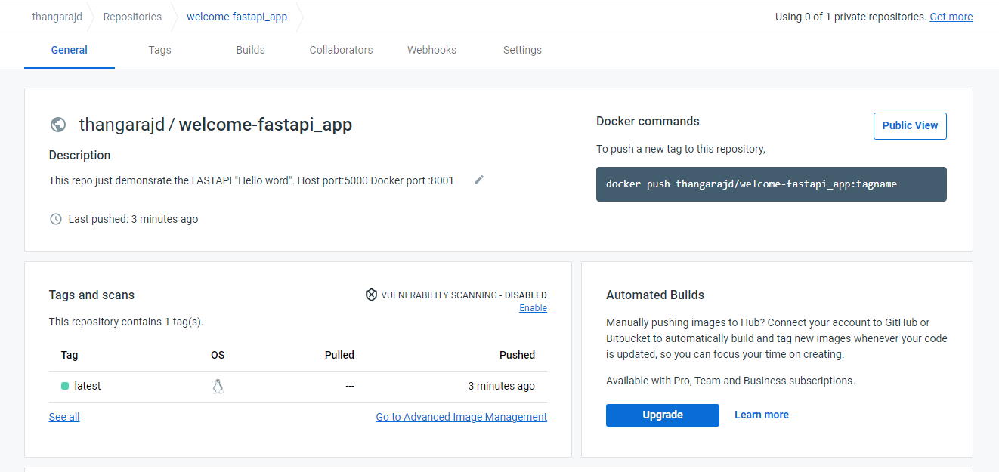 thangarajd Repositories welcome-fastapi_app Using 0 of 1 private repositories. Get more
General Tags Builds Collaborators Webhooks Settings
thangarajd / welcome-fastapi_app
Description
This repo just demonsrate the FASTAPI "Hello word". Host port:5000 Docker port :8001
Last pushed: 3 minutes ago
Docker commands
Public View
To push a new tag to this repository,
docker push thangarajd/welcome-fastapi_app:tagname
Tags and scans
VULNERABILITY SCANNING - DISABLED
Enable
This repository contains 1 tag(s).
Tag OS Pulled Pushed
latest --- 3 minutes ago
See all Go to Advanced Image Management
Automated Builds
Manually pushing images to Hub? Connect your account to GitHub or
Bitbucket to automatically build and tag new images whenever your code
is updated, so you can focus your time on creating.
Available with Pro, Team and Business subscriptions.
Upgrade Learn more